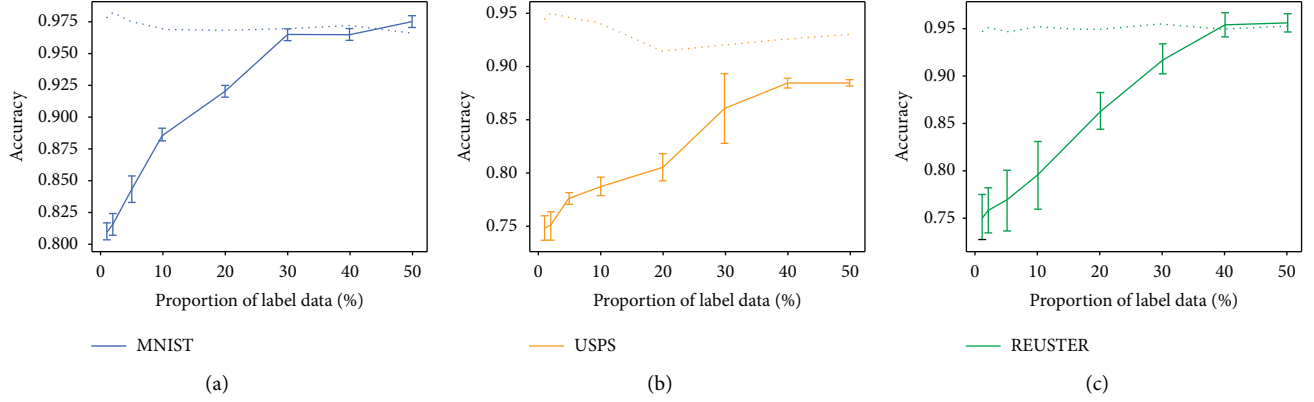 0.975
0.950
0.925
0.900
0.875
0.850
0.825
0.800
Accuracy
0 10 20 30 40 50
Proportion of label data (%)
MNIST
(a)
0.95
0.90
0.85
0.80
0.75
Accuracy
0 10 20 30 40 50
Proportion of label data (%)
USPS
(b)
0.95
0.90
0.85
0.80
0.75
Accuracy
0 10 20 30 40 50
Proportion of label data (%)
REUSTER
(c)